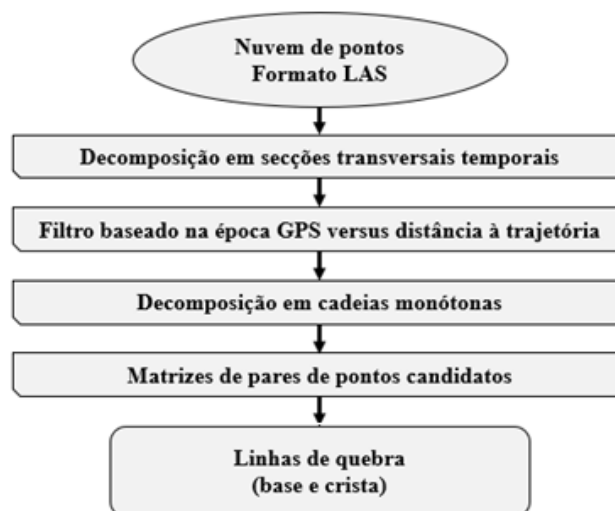 Nuvem de pontos
Formato LAS
Decomposição em secções transversais temporais
Filtro baseado na época GPS versus distância à trajetória
Decomposição em cadeias monótonas
Matrizes de pares de pontos candidatos
Linhas de quebra
(base e crista)